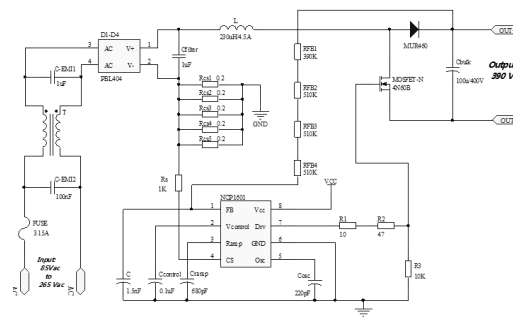 D1-D4
3 AC V+ 1
4 AC V- 2
PBL404
C-EMI1
1uF
T
C-EMI2
100nF
FUSE
3.15A
Input:
85Vac
to
265 Vac
AC
L
230uH/4.5A
Cfilter
1uF
Rcs1 0.2
Rcs2 0.2
Rcs3 0.2
Rcs4 0.2
Rcs5 0.2
GND
RFB1
390K
RFB2
510K
RFB3
510K
RFB4
510K
MUR460
MOSFET-N
4N60B
Cbulk
100u/400V
OUT
Output
390 V
OUT
Rs
1K
NCP1601
VCC
1 FB Vcc 8
2 Vcontrol Drv 7
3 Ramp GND 6
4 CS Osc 5
R1
10
R2
47
R3
10K
C
1.5nF
Ccontrol
0.1uF
Cramp
680pF
Cosc
220pF